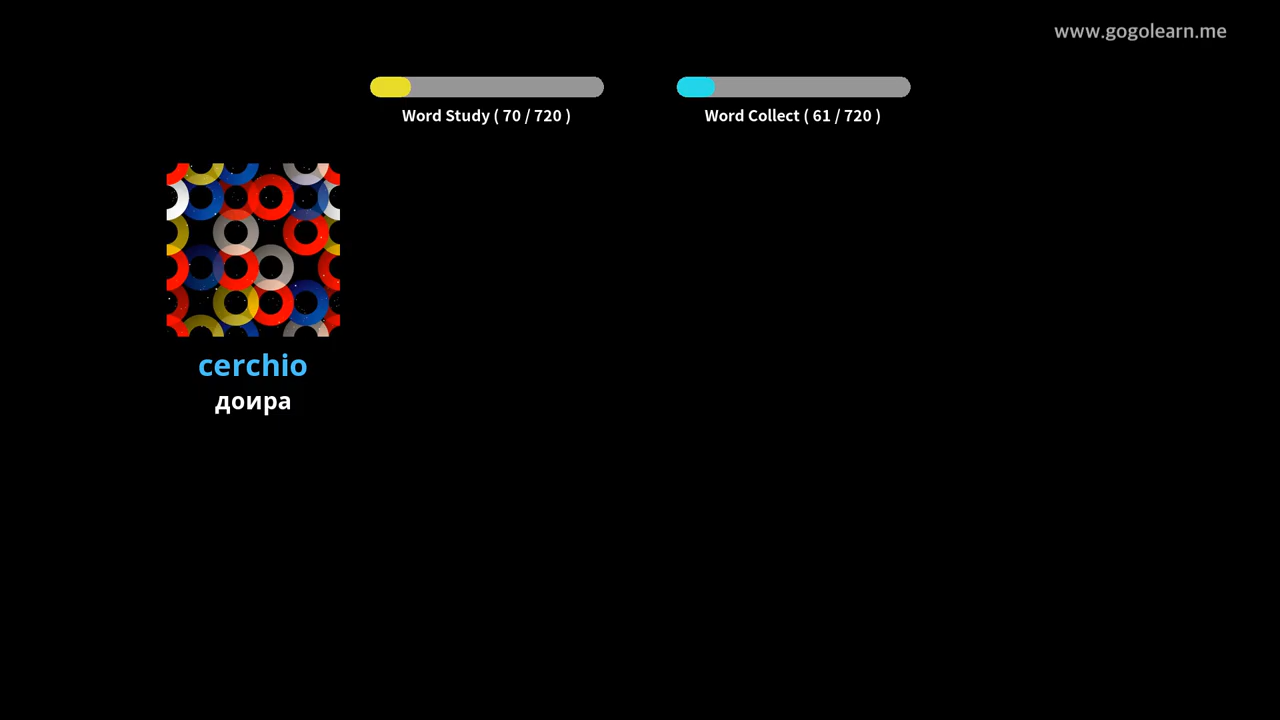 www.gogolearn.me
Word Study ( 70 / 720 )
Word Collect ( 61 / 720 )
cerchio
доира